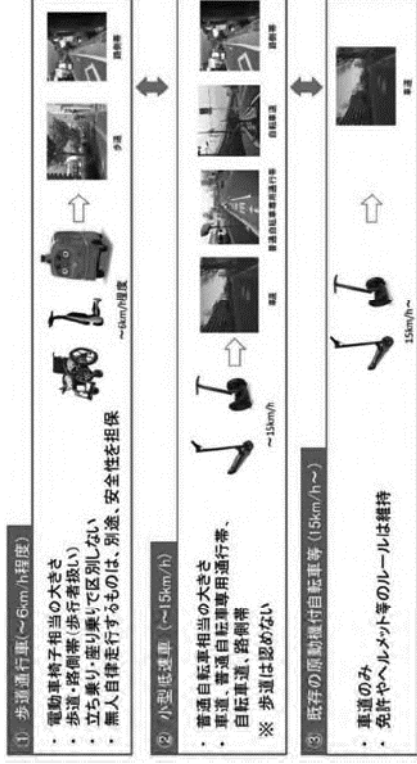 ① 歩道通行車(～6km/h程度)
・ 電動車椅子相当の大きさ
・ 歩道・路側帯(歩行者扱い)
・ 立ち乗り・座り乗りで区別しない
・ 無人自律走行するものは、別途、安全性を担保
～6km/h程度
歩道
路側帯
② 小型低速車 (～15km/h)
・ 普通自転車相当の大きさ
・ 車道、普通自転車専用通行帯、
自転車道、路側帯
※ 歩道は認めない
～15km/h
車道
普通自転車専用通行帯
自転車道
路側帯
③ 既存の原動機付自転車等 (15km/h～)
・ 車道のみ
・ 免許やヘルメット等のルールは維持
15km/h～
車道